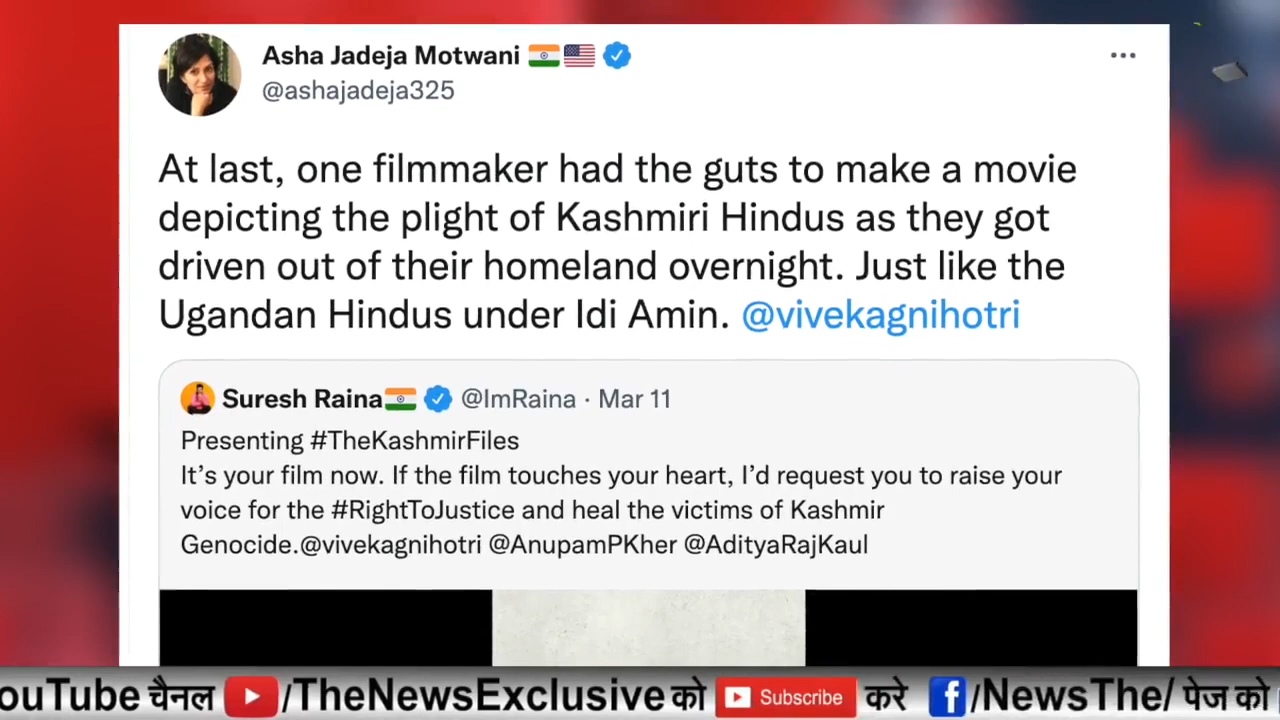 Asha Jadeja Motwani
@ashajadeja325
At last, one filmmaker had the guts to make a movie
depicting the plight of Kashmiri Hindus as they got
driven out of their homeland overnight. Just like the
Ugandan Hindus under Idi Amin. @vivekagnihotri
Suresh Raina @ImRaina · Mar 11
Presenting #TheKashmirFiles
It's your film now. If the film touches your heart, I'd request you to raise your
voice for the #RightToJustice and heal the victims of Kashmir
Genocide.@vivekagnihotri @AnupamPKher @AdityaRajKaul
ouTube चैनल /TheNewsExclusive को Subscribe करे f/NewsThe/ पेज को